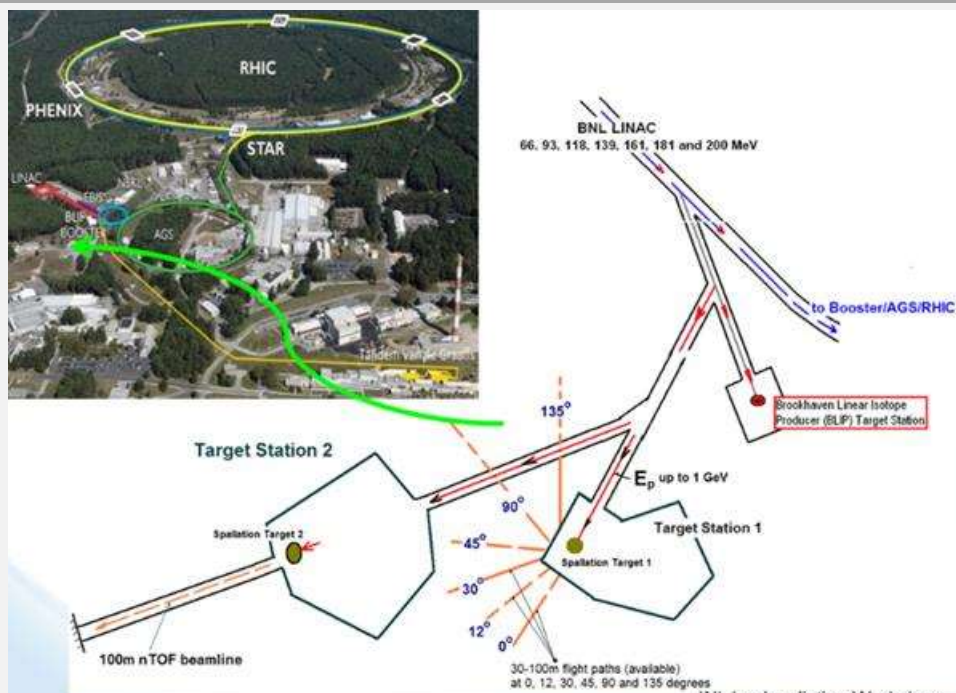 RHIC
PHENIX
STAR
LINAC
EBIS
BLIP
BOOSTER
AGS
Tandem Van de Graaffs
BNL LINAC
66, 93, 118, 139, 161, 181 and 200 MeV
to Booster/AGS/RHIC
Brookhaven Linear Isotope
Producer (BLIP) Target Station
135°
Target Station 2
Ep up to 1 GeV
90°
Target Station 1
Spallation Target 2
45°
Spallation Target 1
30°
12°
0°
100m nTOF beamline
30-100m flight paths (available)
at 0, 12, 30, 45, 90 and 135 degrees